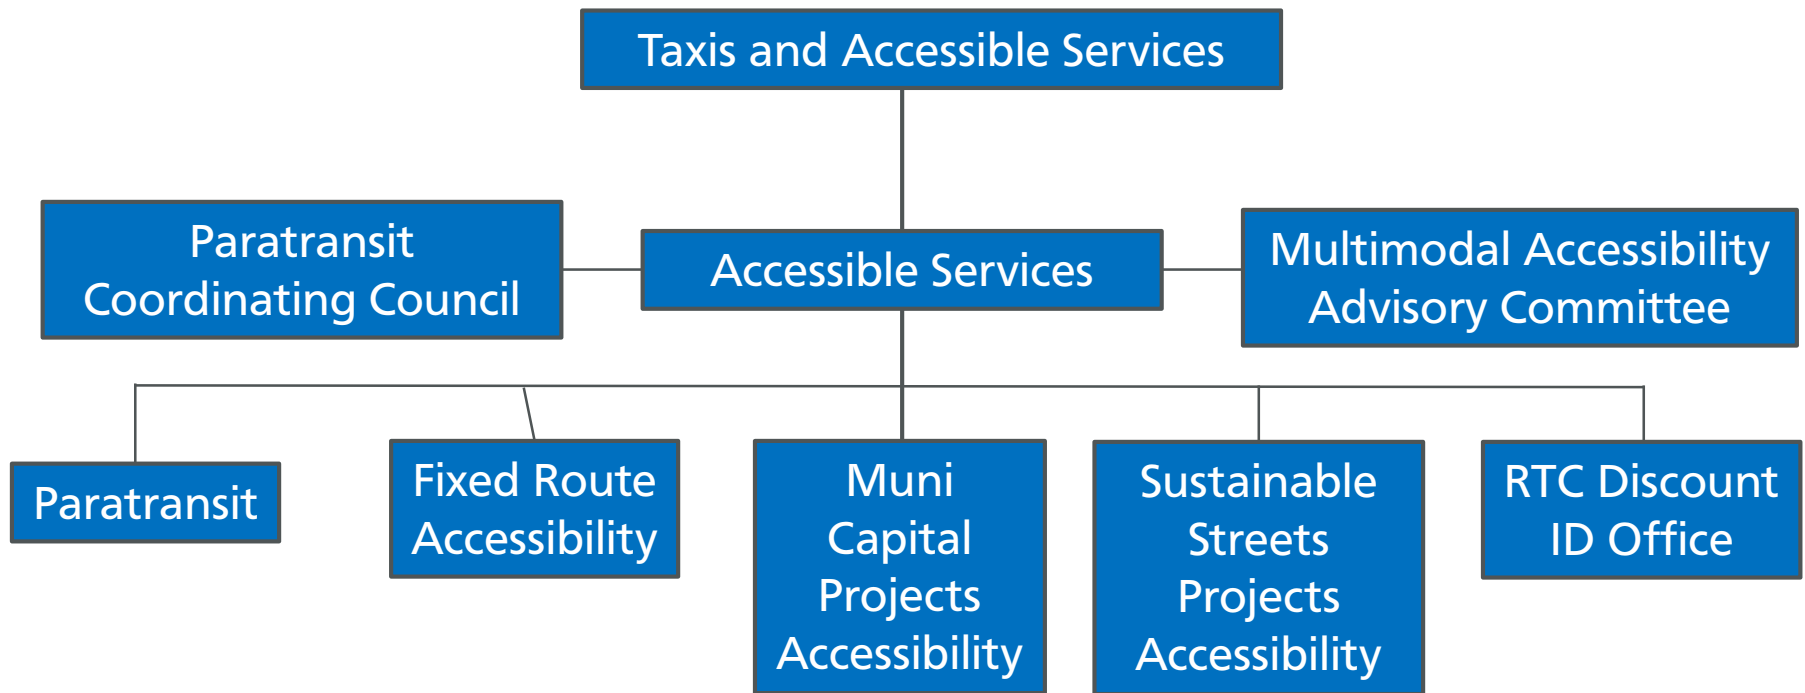 Taxis and Accessible Services
Paratransit
Coordinating Council
Accessible Services
Multimodal Accessibility
Advisory Committee
Paratransit
Fixed Route
Accessibility
Muni
Capital
Projects
Accessibility
Sustainable
Streets
Projects
Accessibility
RTC Discount
ID Office